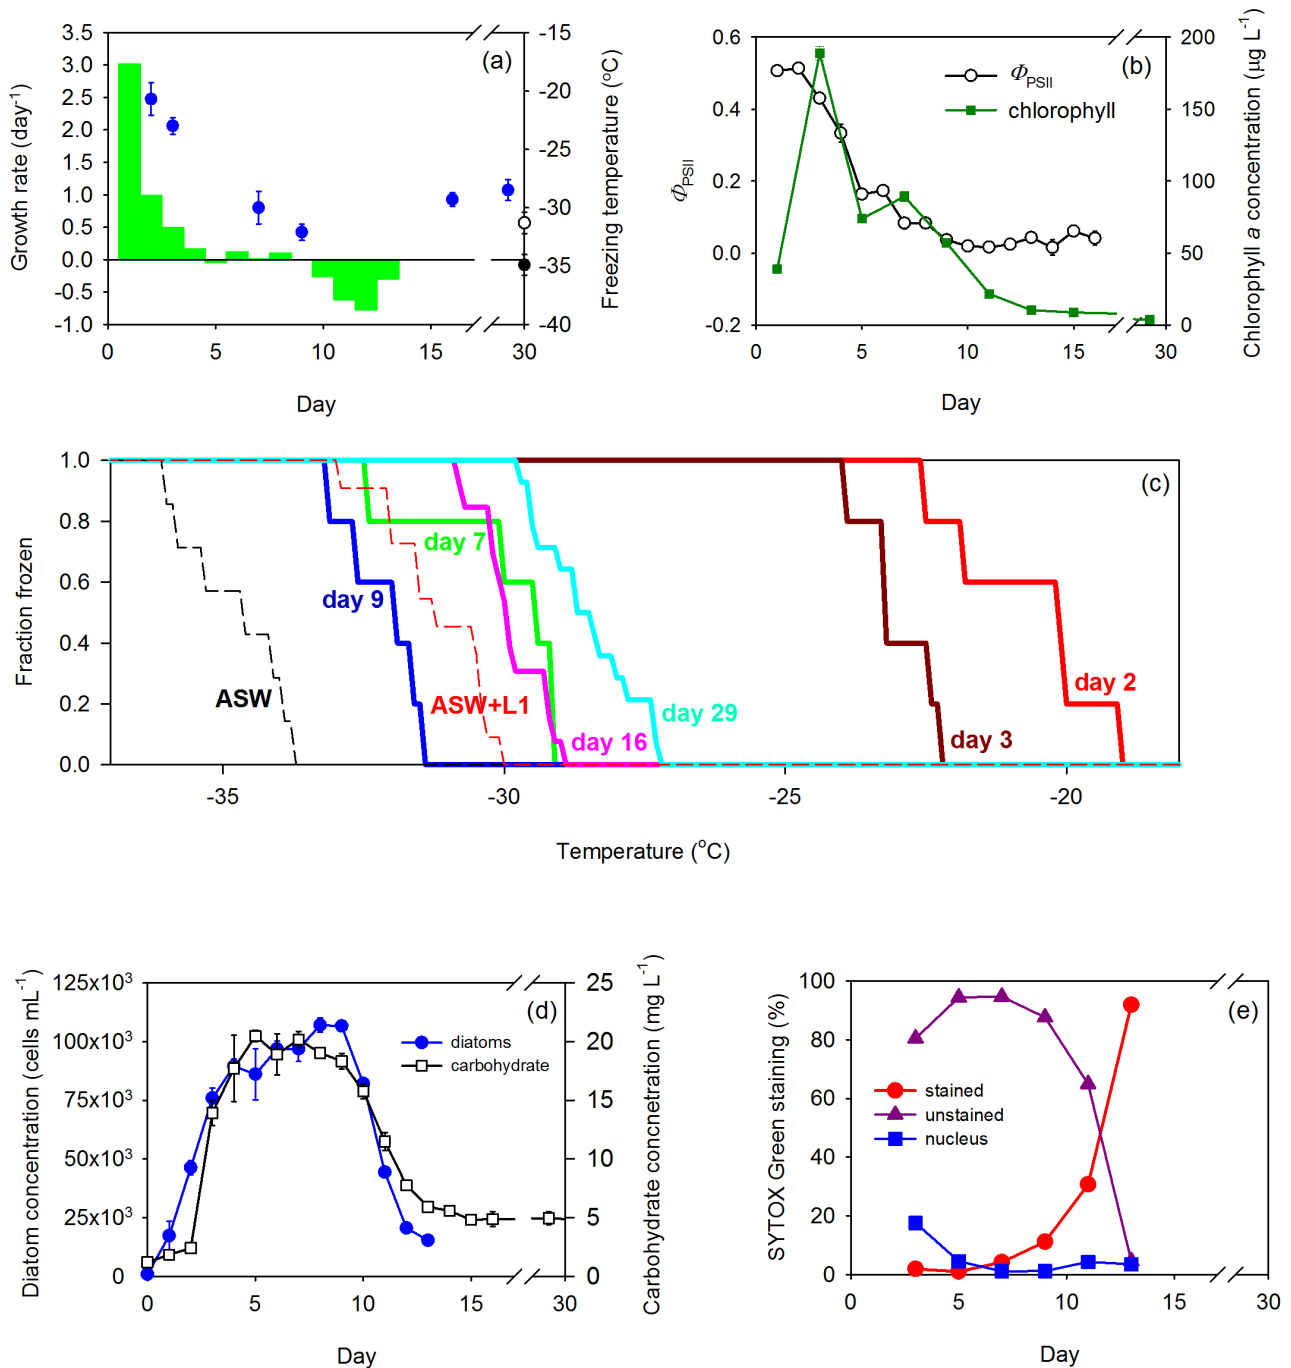 (a)
Growth rate (day-1)
3.5
3.0
2.5
2.0
1.5
1.0
0.5
0.0
-0.5
-1.0
-15
-20
-25
-30
-35
-40
Freezing temperature (oC)
0 5 10 15 30
Day
(b)
ΦPSII
0.6
0.4
0.2
0.0
-0.2
ΦPSII
chlorophyll
200
150
100
50
0
Chlorophyll a concentration (µg L-1)
0 5 10 15 30
Day
(c)
Fraction frozen
1.0
0.8
0.6
0.4
0.2
0.0
ASW
day 9
day 7
ASW+L1
day 16
day 29
day 3
day 2
-35 -30 -25 -20
Temperature (oC)
(d)
Diatom concentration (cells mL-1)
125x103
100x103
75x103
50x103
25x103
0
diatoms
carbohydrate
25
20
15
10
5
0
Carbohydrate concnetration (mg L-1)
0 5 10 15 30
Day
(e)
SYTOX Green staining (%)
100
80
60
40
20
0
stained
unstained
nucleus
0 5 10 15 30
Day